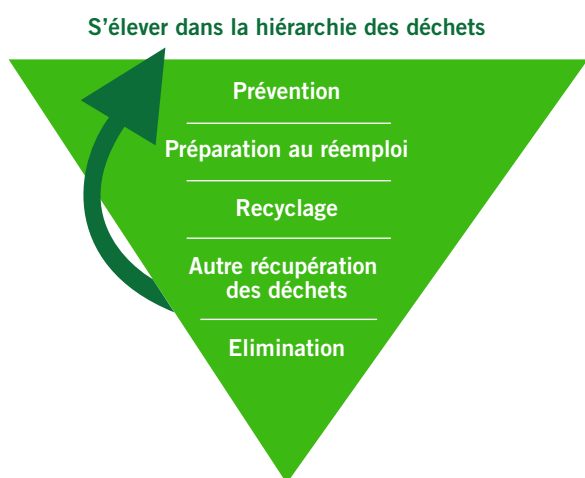 S’élever dans la hiérarchie des déchets
Prévention
Préparation au réemploi
Recyclage
Autre récupération
des déchets
Elimination